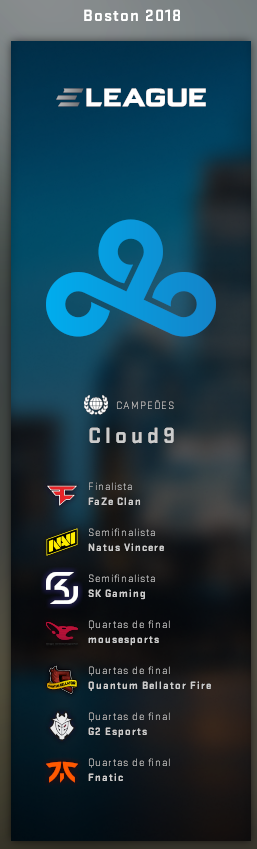 Boston 2018
ELEAGUE
CAMPEÕES
Cloud9
Finalista
FaZe Clan
Semifinalista
Natus Vincere
Semifinalista
SK Gaming
Quartas de final
mousesports
Quartas de final
Quantum Bellator Fire
Quartas de final
G2 Esports
Quartas de final
Fnatic